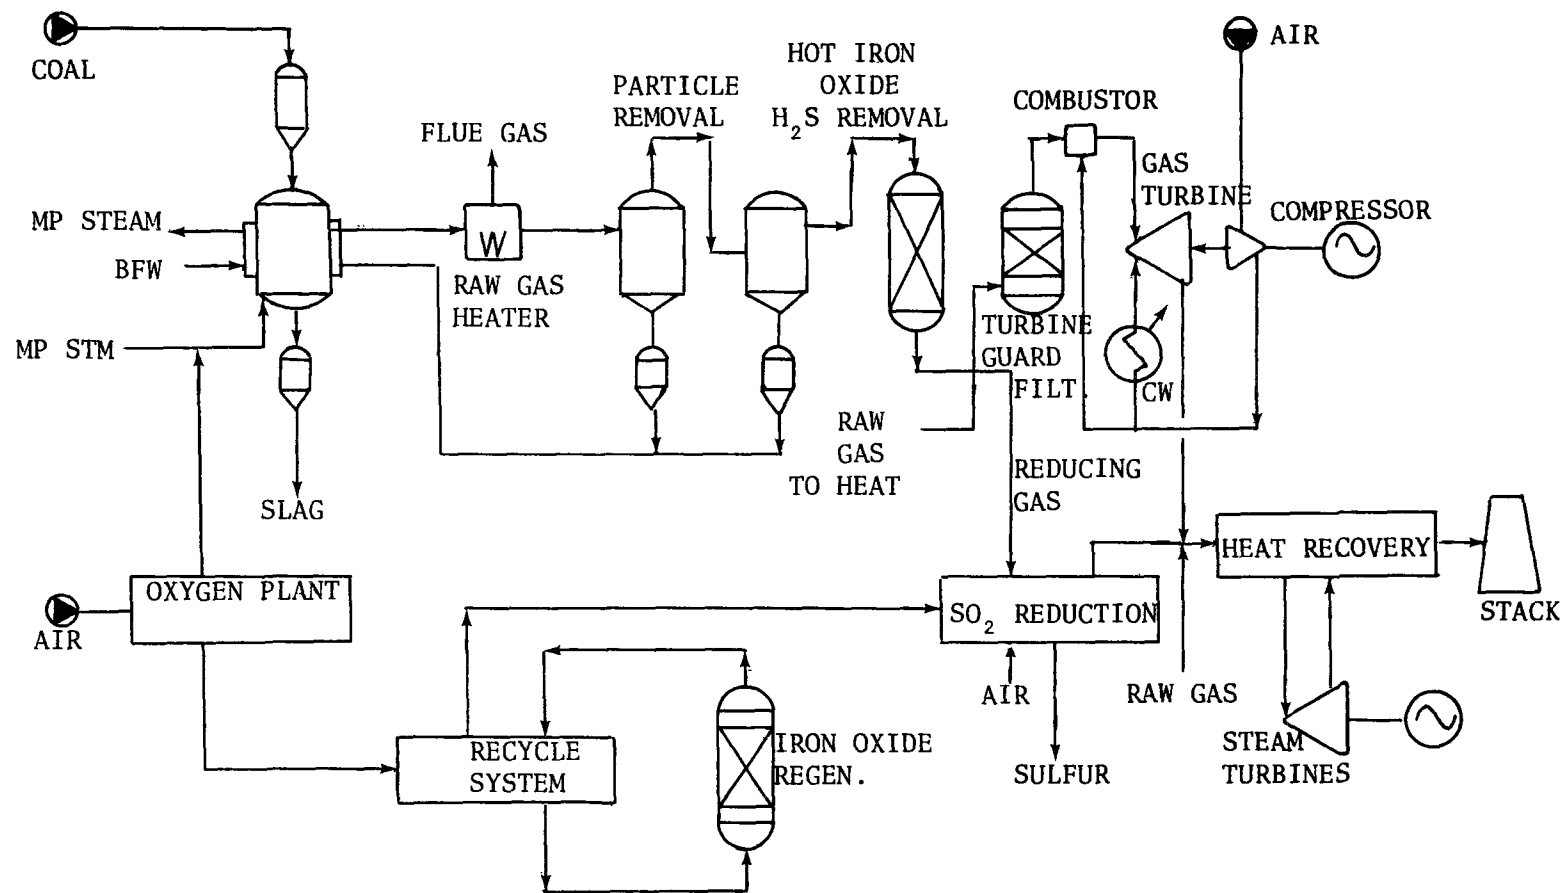 COAL
AIR
HOT IRON
OXIDE
H₂S REMOVAL
PARTICLE
REMOVAL
COMBUSTOR
FLUE GAS
GAS
TURBINE
COMPRESSOR
MP STEAM
BFW
W
RAW GAS
HEATER
MP STM
TURBINE
GUARD
FILT.
CW
RAW
GAS
TO HEAT
REDUCING
GAS
SLAG
HEAT RECOVERY
STACK
OXYGEN PLANT
AIR
SO₂ REDUCTION
AIR
RAW GAS
SULFUR
RECYCLE
SYSTEM
IRON OXIDE
REGEN.
STEAM
TURBINES